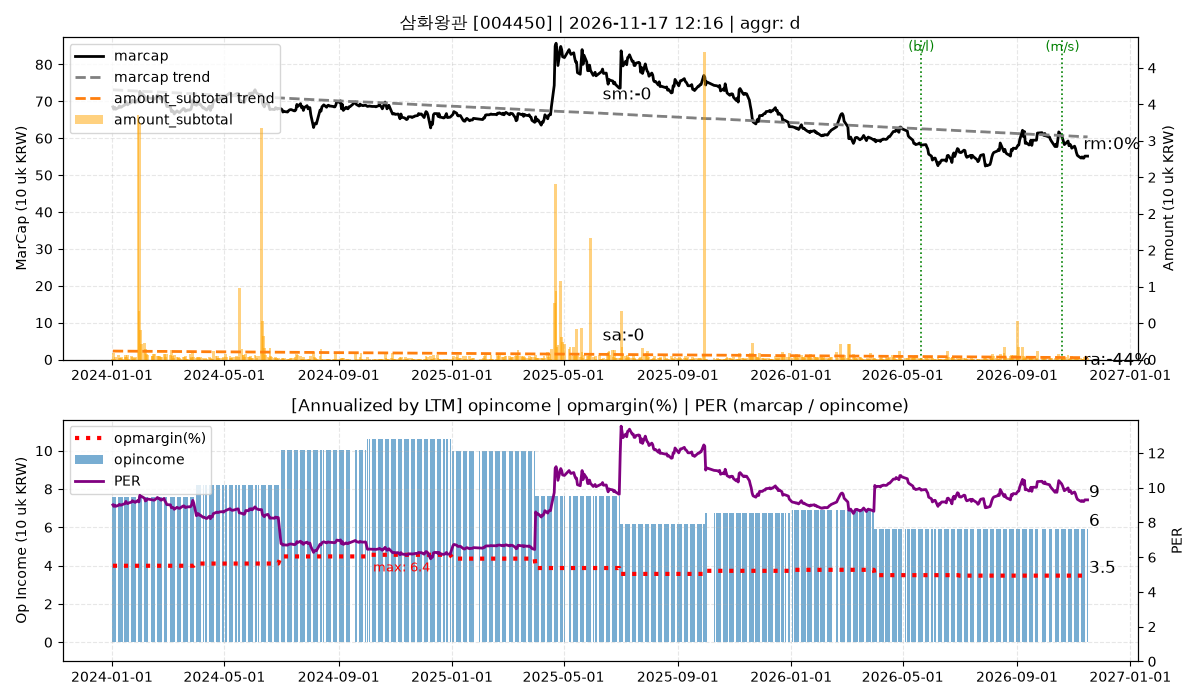 삼화왕관 [004450] | 2026-11-17 12:16 | aggr: d
marcap
marcap trend
amount_subtotal trend
amount_subtotal
(b/l)
(m/s)
sm:-0
rm:0%
sa:-0
ra:-44%
MarCap (10 uk KRW)
80
70
60
50
40
30
20
10
0
Amount (10 uk KRW)
4
4
3
2
2
1
0
0
2024-01-01 2024-05-01 2024-09-01 2025-01-01 2025-05-01 2025-09-01 2026-01-01 2026-05-01 2026-09-01 2027-01-01
[Annualized by LTM] opincome | opmargin(%) | PER (marcap / opincome)
opmargin(%)
opincome
PER
max: 6.4
9
6
3.5
Op Income (10 uk KRW)
10
8
6
4
2
0
PER
12
10
8
6
4
2
0
2024-01-01 2024-05-01 2024-09-01 2025-01-01 2025-05-01 2025-09-01 2026-01-01 2026-05-01 2026-09-01 2027-01-01